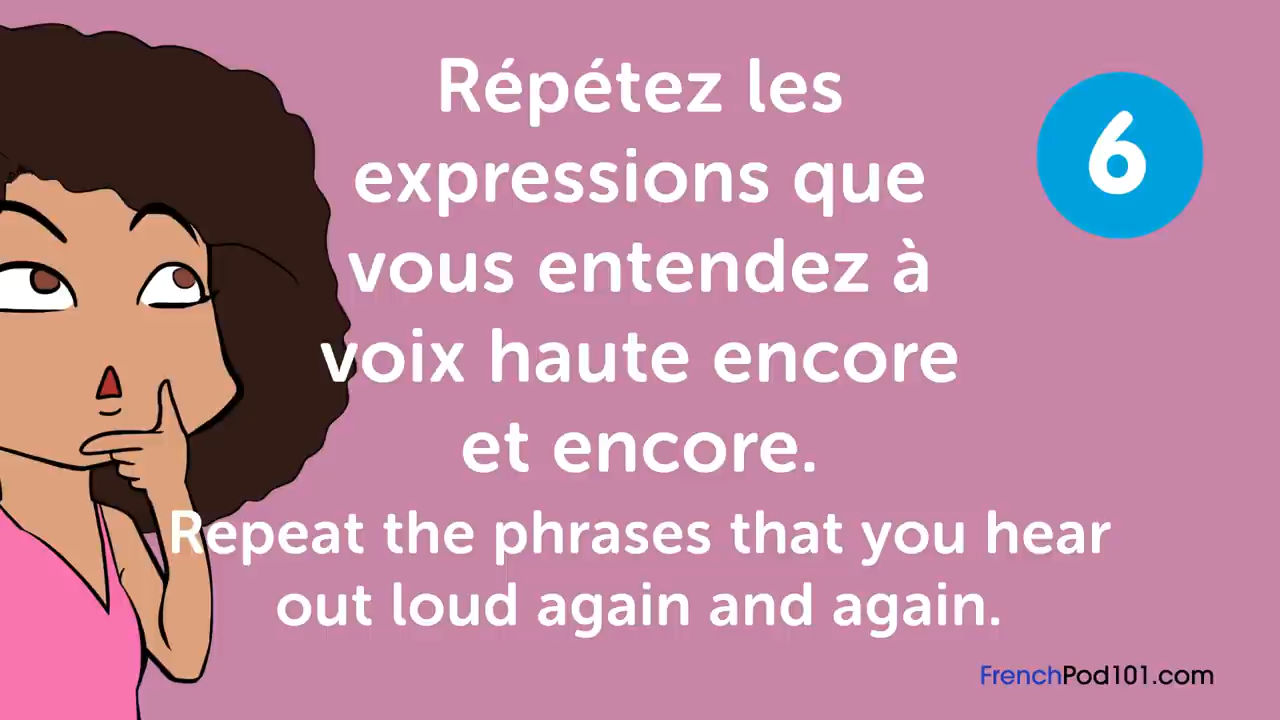 Répétez les
6
expressions que
vous entendez à
voix haute encore
et encore.
Repeat the phrases that you hear
out loud again and again.
FrenchPod101.com